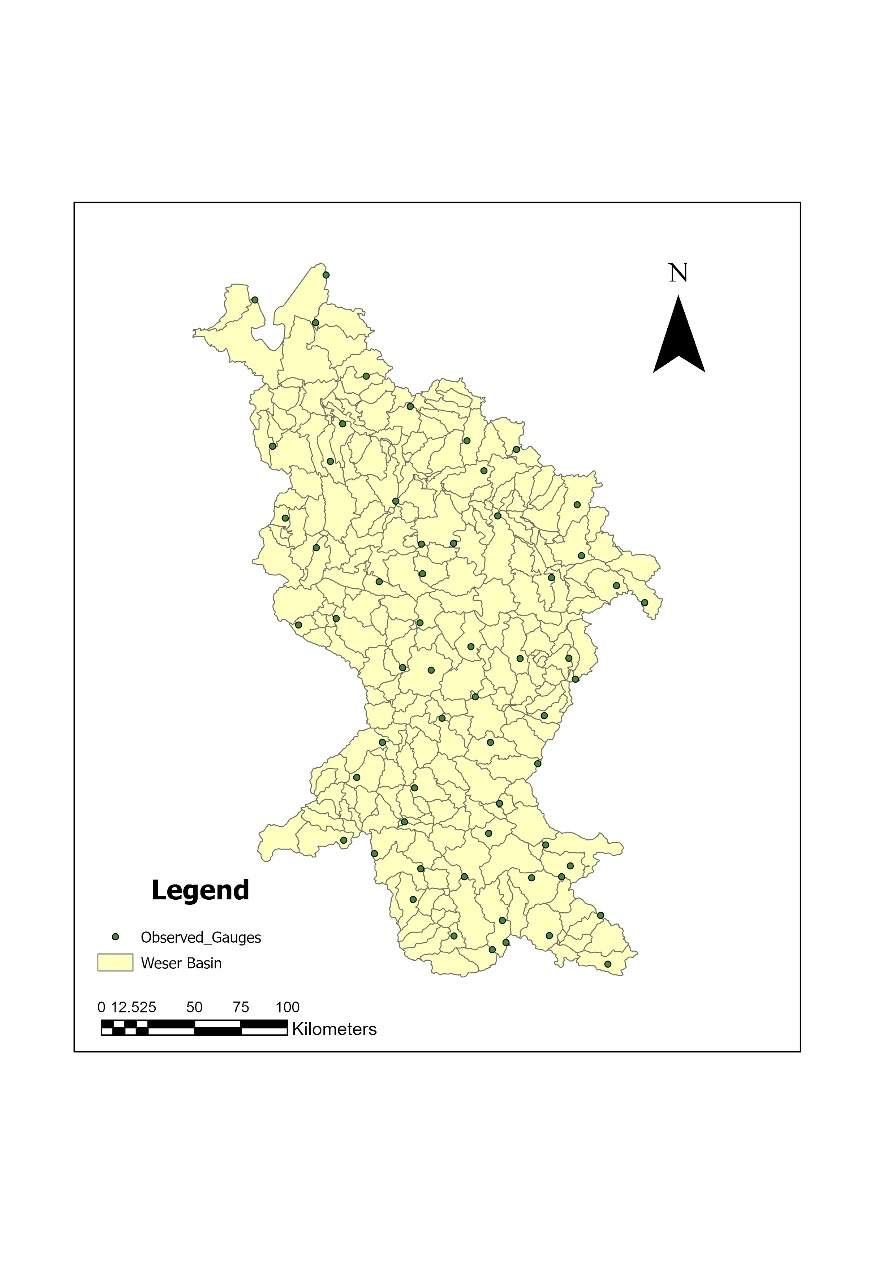 N
Legend
Observed_Gauges
Weser Basin
0 12.525 50 75 100
Kilometers